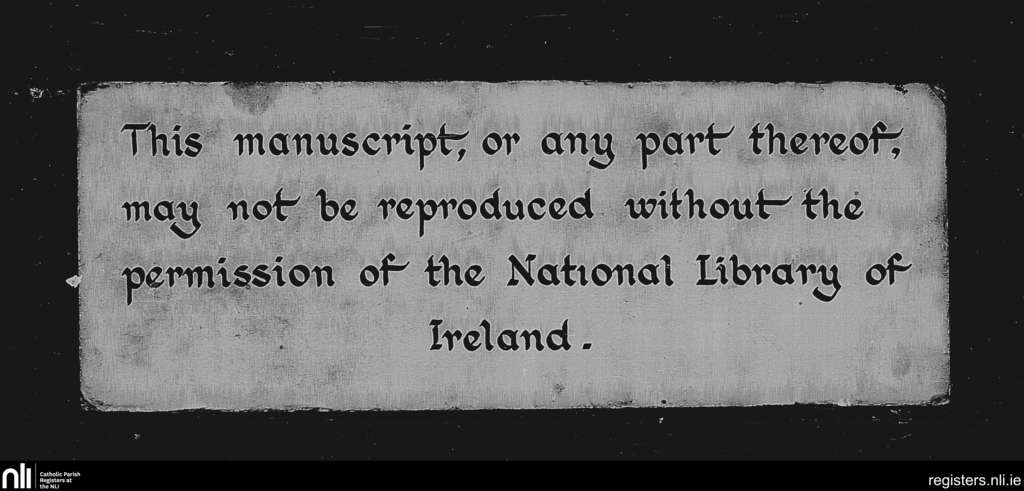 This manuscript, or any part thereof,
may not be reproduced without the
permission of the National Library of
Ireland.
nli
Catholic Parish
Registers at
the NLI
registers.nli.ie